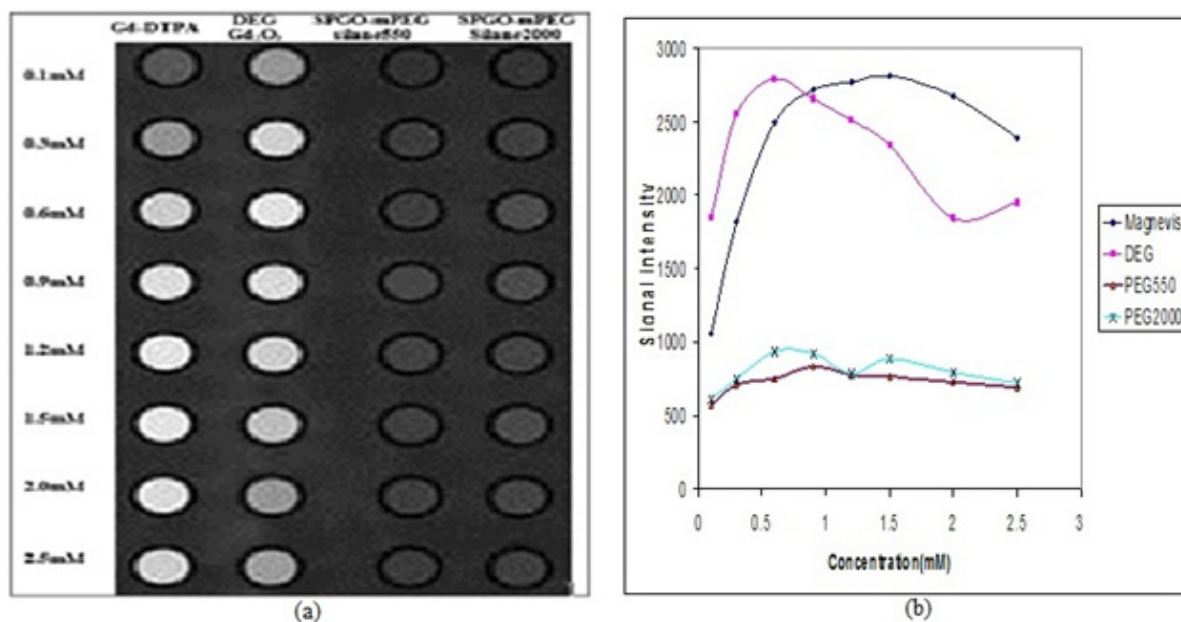 Gd-DTPA
DEG
Gd2O3
SPGO-mPEG
silane550
SPGO-mPEG
Silane2000
0.1mM
0.3mM
0.6mM
0.9mM
1.2mM
1.5mM
2.0mM
2.5mM
(a)
3000
2500
2000
1500
1000
500
0
Signal Intensity
0 0.5 1 1.5 2 2.5 3
Concentration(mM)
Magnevis
DEG
PEG550
PEG2000
(b)